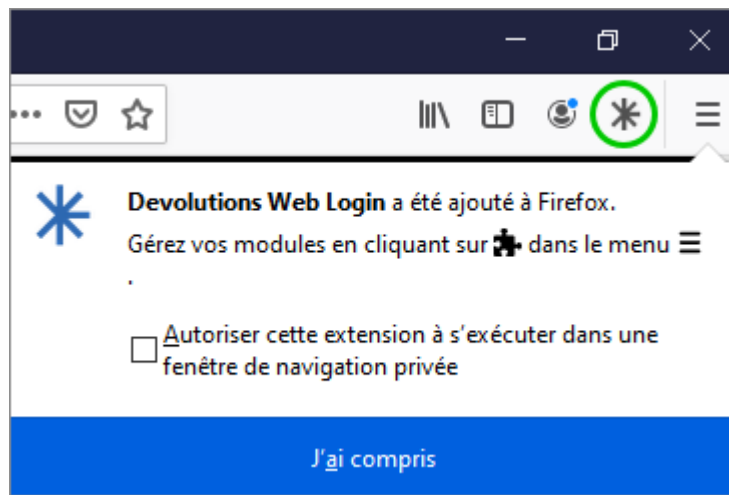 Devolutions Web Login a été ajouté à Firefox.
Gérez vos modules en cliquant sur dans le menu
.
Autoriser cette extension à s’exécuter dans une
fenêtre de navigation privée
J’ai compris